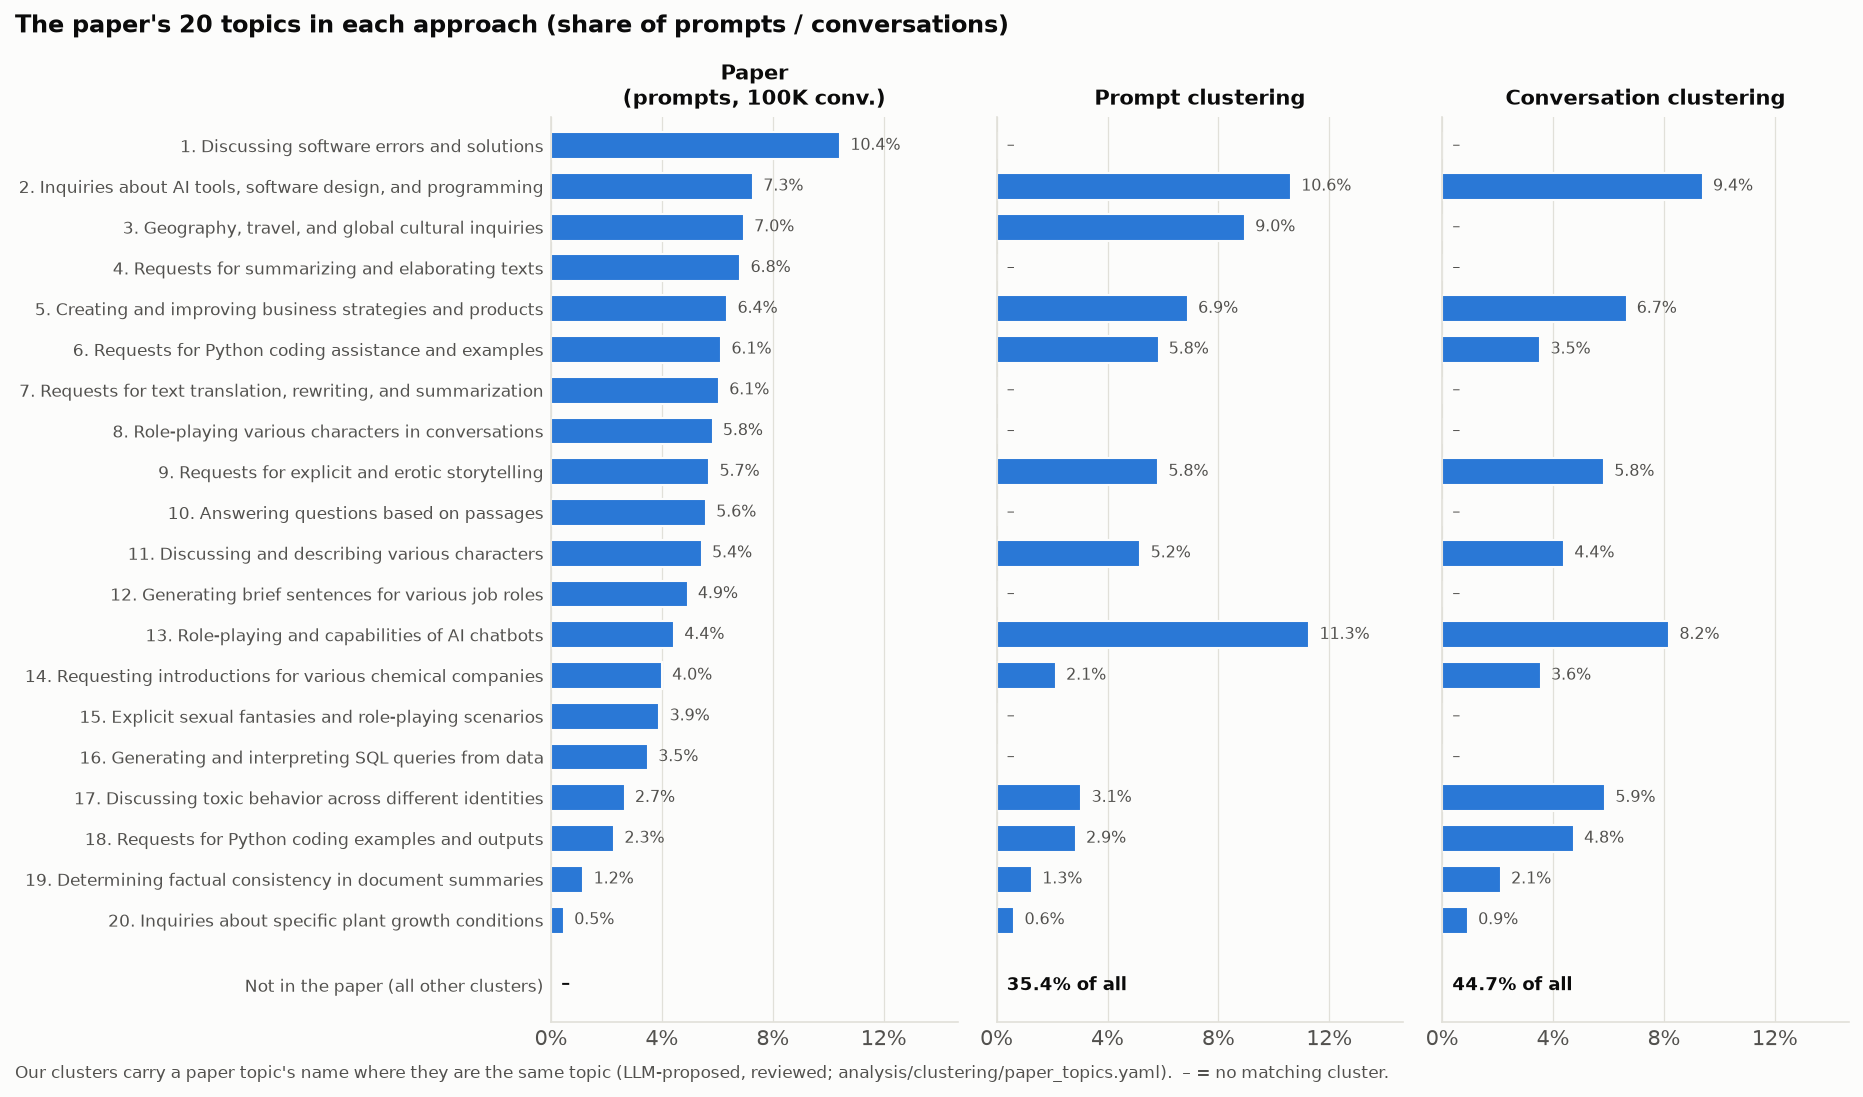 The paper's 20 topics in each approach (share of prompts / conversations)
Paper
(prompts, 100K conv.)
Prompt clustering
Conversation clustering
1. Discussing software errors and solutions 10.4% – –
2. Inquiries about AI tools, software design, and programming 7.3% 10.6% 9.4%
3. Geography, travel, and global cultural inquiries 7.0% 9.0% –
4. Requests for summarizing and elaborating texts 6.8% – –
5. Creating and improving business strategies and products 6.4% 6.9% 6.7%
6. Requests for Python coding assistance and examples 6.1% 5.8% 3.5%
7. Requests for text translation, rewriting, and summarization 6.1% – –
8. Role-playing various characters in conversations 5.8% – –
9. Requests for explicit and erotic storytelling 5.7% 5.8% 5.8%
10. Answering questions based on passages 5.6% – –
11. Discussing and describing various characters 5.4% 5.2% 4.4%
12. Generating brief sentences for various job roles 4.9% – –
13. Role-playing and capabilities of AI chatbots 4.4% 11.3% 8.2%
14. Requesting introductions for various chemical companies 4.0% 2.1% 3.6%
15. Explicit sexual fantasies and role-playing scenarios 3.9% – –
16. Generating and interpreting SQL queries from data 3.5% – –
17. Discussing toxic behavior across different identities 2.7% 3.1% 5.9%
18. Requests for Python coding examples and outputs 2.3% 2.9% 4.8%
19. Determining factual consistency in document summaries 1.2% 1.3% 2.1%
20. Inquiries about specific plant growth conditions 0.5% 0.6% 0.9%
Not in the paper (all other clusters) – 35.4% of all 44.7% of all
0% 4% 8% 12% 0% 4% 8% 12% 0% 4% 8% 12%
Our clusters carry a paper topic's name where they are the same topic (LLM-proposed, reviewed; analysis/clustering/paper_topics.yaml). – = no matching cluster.